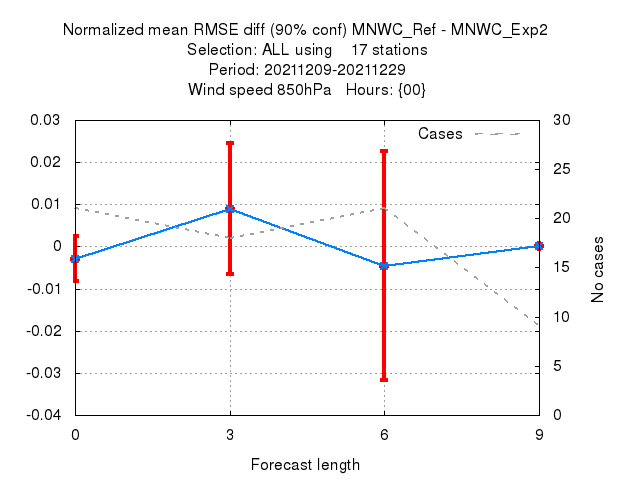 Normalized mean RMSE diff (90% conf) MNWC_Ref - MNWC_Exp2
Selection: ALL using    17 stations
Period: 20211209-20211229
Wind speed 850hPa   Hours: {00}
Cases
0.03
0.02
0.01
0
-0.01
-0.02
-0.03
-0.04
30
25
20
15
10
5
0
No cases
0 3 6 9
Forecast length